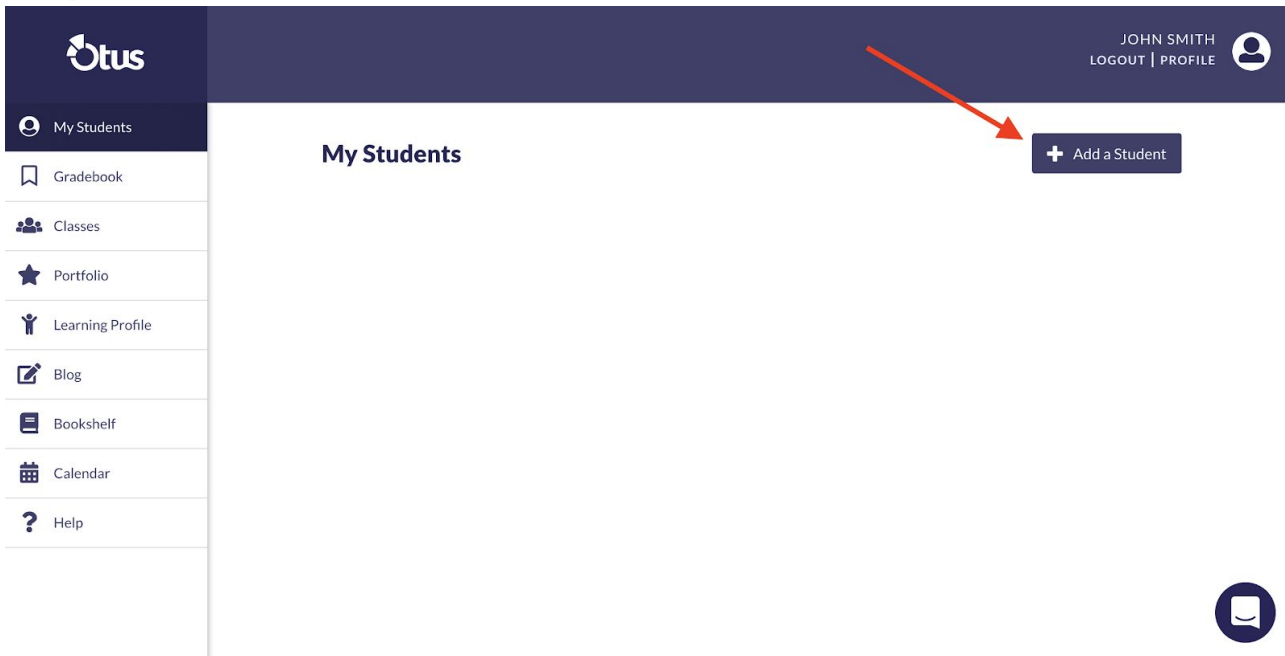 Otus
JOHN SMITH
LOGOUT | PROFILE
My Students
Gradebook
Classes
Portfolio
Learning Profile
Blog
Bookshelf
Calendar
Help
My Students
Add a Student